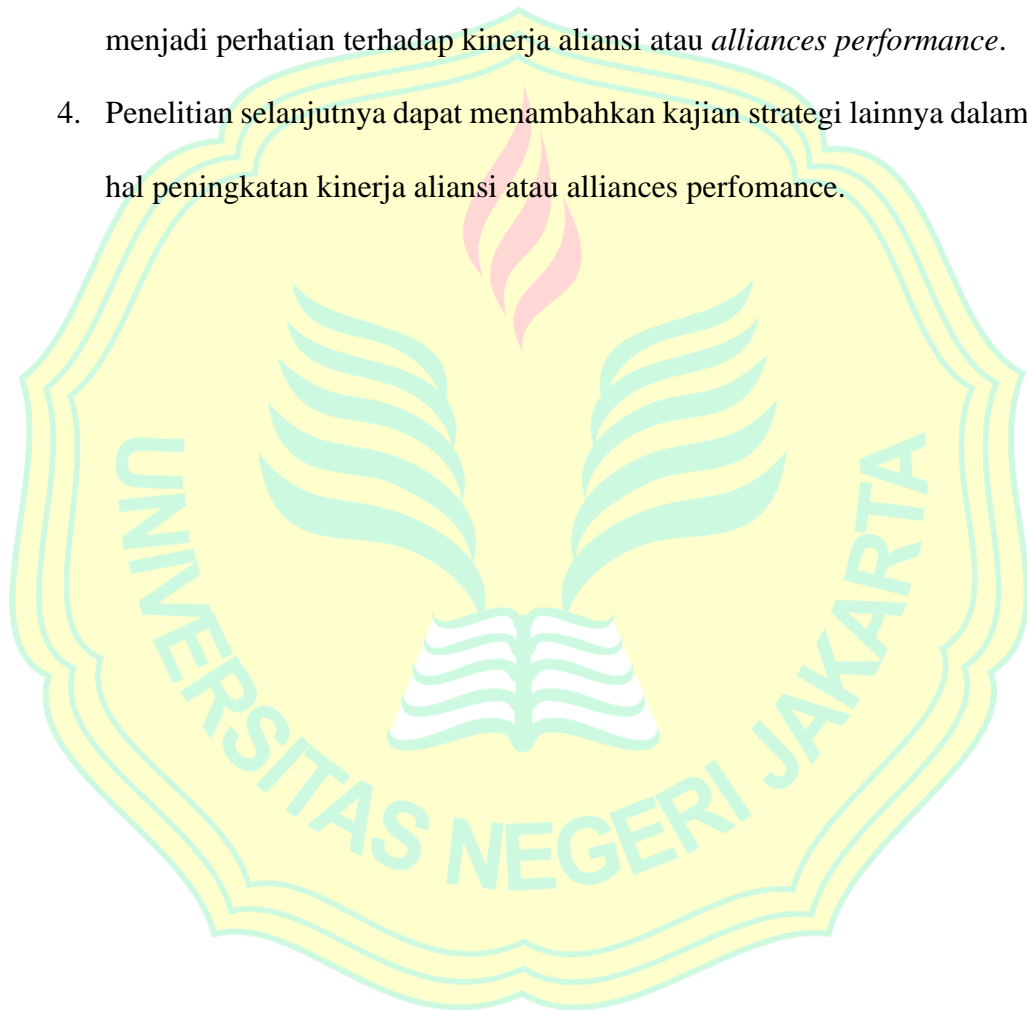 menjadi perhatian terhadap kinerja aliansi atau alliances performance.
4. Penelitian selanjutnya dapat menambahkan kajian strategi lainnya dalam
hal peningkatan kinerja aliansi atau alliances perfomance.
UNIVERSITAS NEGERI JAKARTA